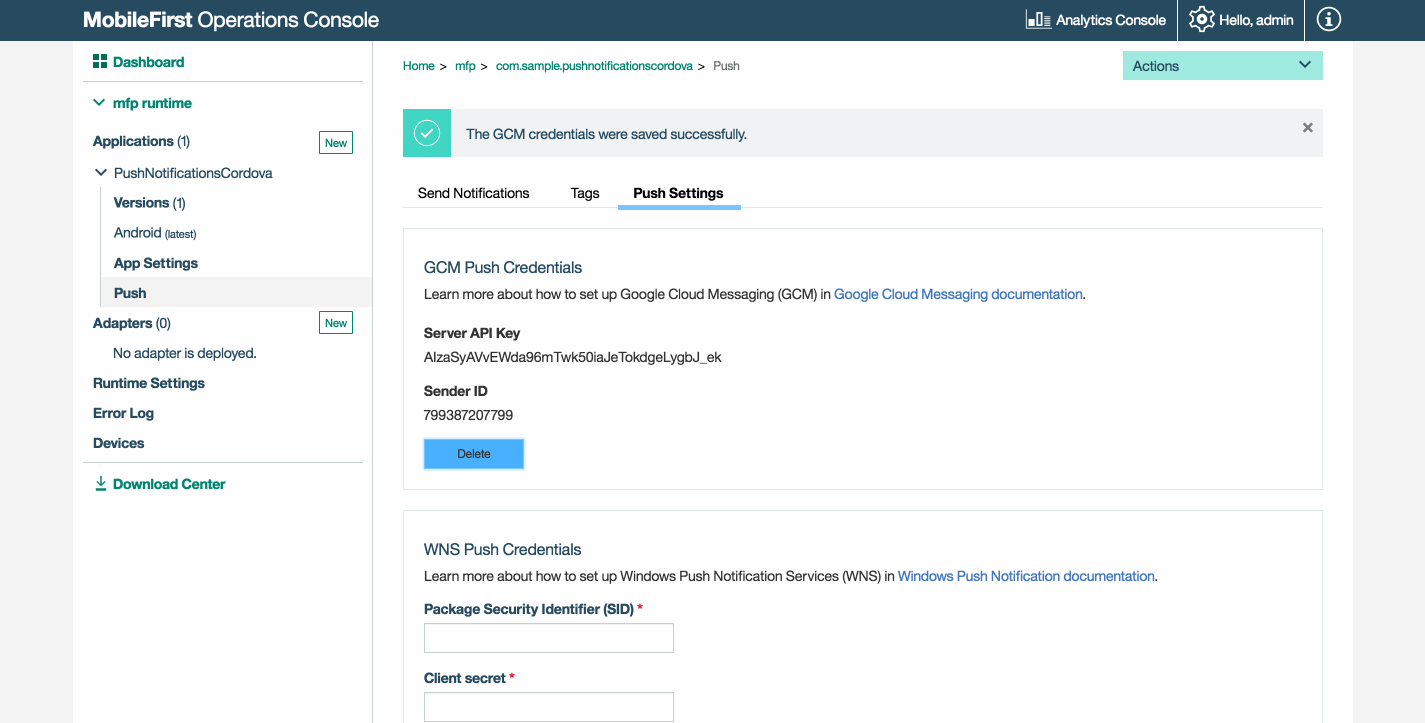 MobileFirst Operations Console
Analytics Console
Hello, admin
Dashboard
mfp runtime
Applications (1)
New
PushNotificationsCordova
Versions (1)
Android (latest)
App Settings
Push
Adapters (0)
New
No adapter is deployed.
Runtime Settings
Error Log
Devices
Download Center
Home > mfp > com.sample.pushnotificationscordova > Push
Actions
The GCM credentials were saved successfully.
Send Notifications Tags Push Settings
GCM Push Credentials
Learn more about how to set up Google Cloud Messaging (GCM) in Google Cloud Messaging documentation.
Server API Key
AIzaSyAVvEWda96mTwk50iaJeTokdgeLygbJ_ek
Sender ID
799387207799
Delete
WNS Push Credentials
Learn more about how to set up Windows Push Notification Services (WNS) in Windows Push Notification documentation.
Package Security Identifier (SID) *
Client secret *